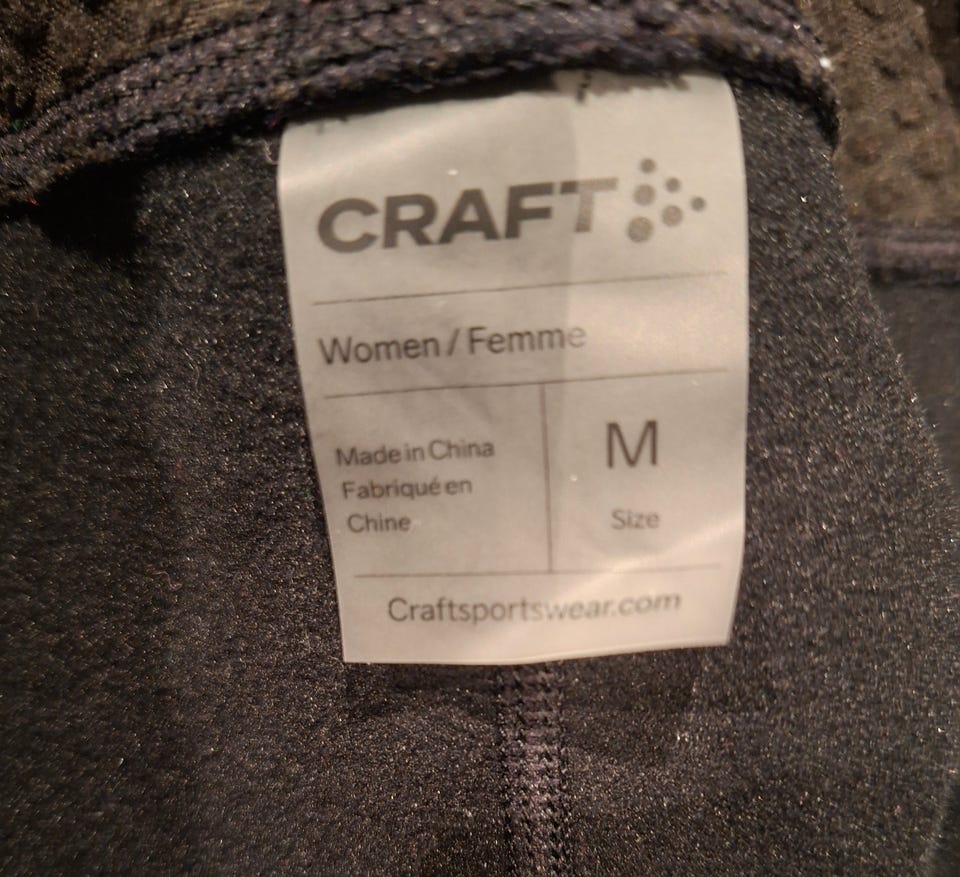 CRAFT
Women / Femme
Made in China
Fabriqué en
Chine
M
Size
Craftsportswear.com